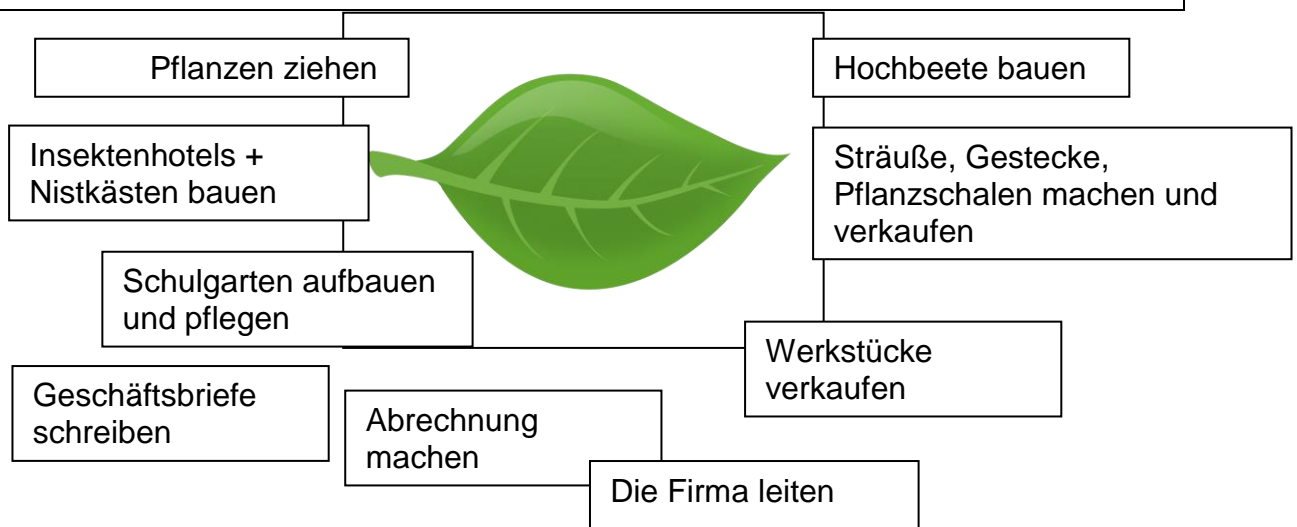 Pflanzen ziehen
Hochbeete bauen
Insektenhotels +
Nistkästen bauen
Sträuße, Gestecke,
Pflanzschalen machen und
verkaufen
Schulgarten aufbauen
und pflegen
Werkstücke
verkaufen
Geschäftsbriefe
schreiben
Abrechnung
machen
Die Firma leiten